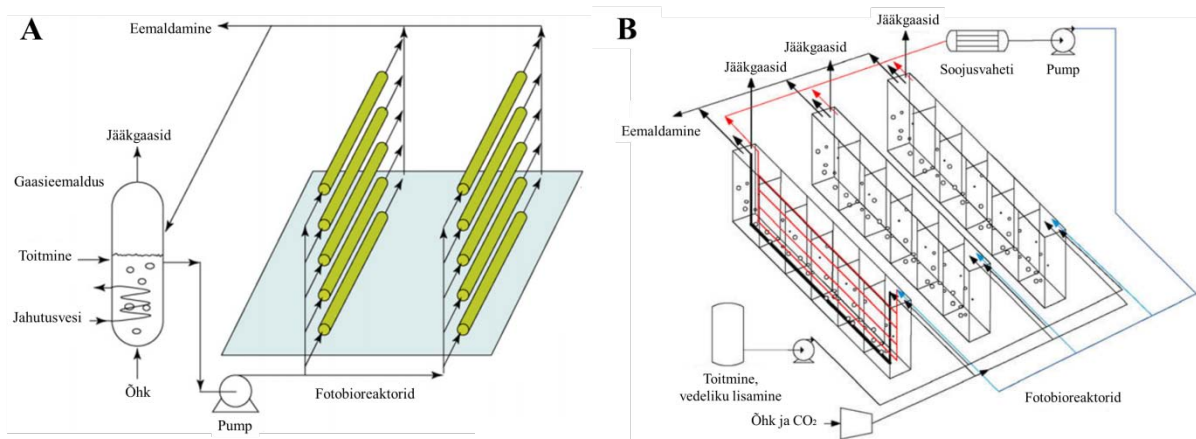 A
Eemaldamine
Jääkgaasid
Gaasieemaldus
Toitmine
Jahutusvesi
Õhk
Pump
Fotobioreaktorid
B
Jääkgaasid
Jääkgaasid
Jääkgaasid
Soojusvaheti
Pump
Eemaldamine
Toitmine,
vedeliku lisamine
Õhk ja CO₂
Fotobioreaktorid